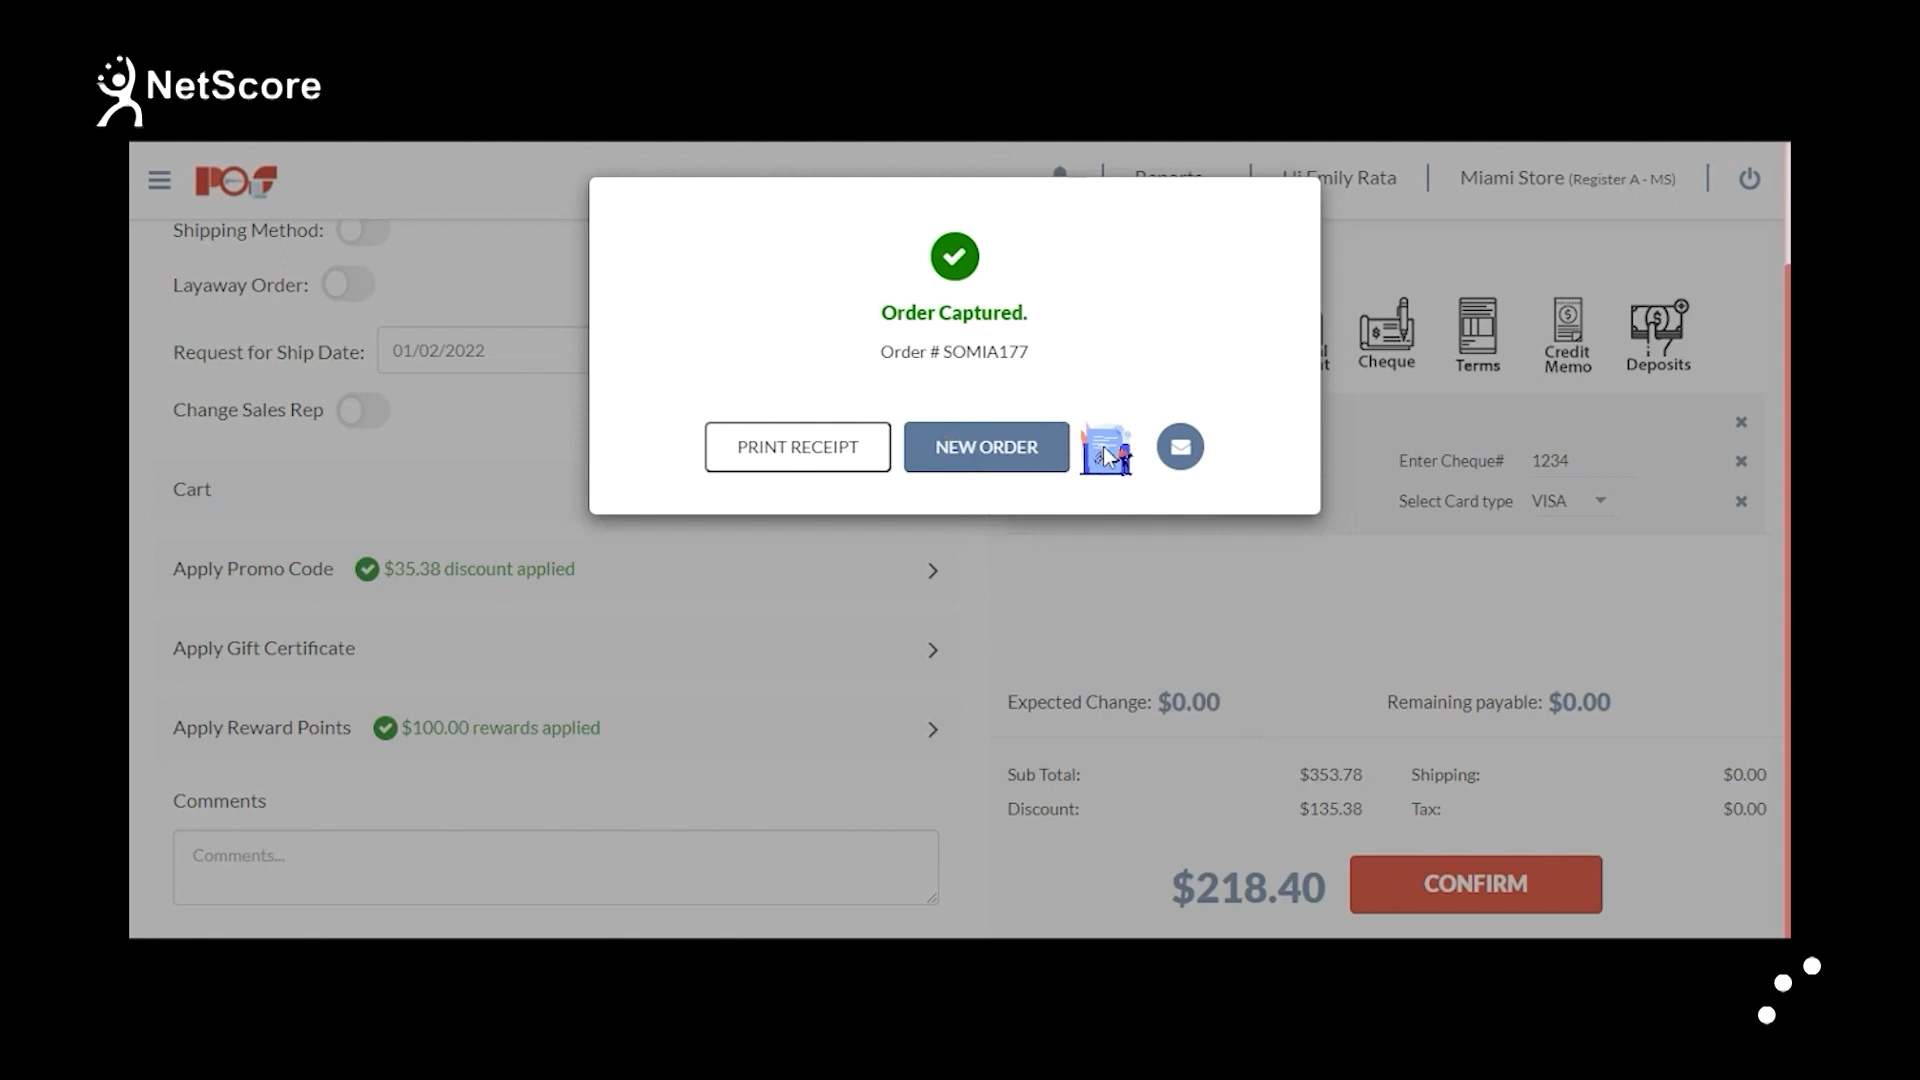 NetScore
POS
Hi Emily Rata
Miami Store (Register A - MS)
Shipping Method:
Layaway Order:
Request for Ship Date: 01/02/2022
Change Sales Rep
Cart
Apply Promo Code $35.38 discount applied
Apply Gift Certificate
Apply Reward Points $100.00 rewards applied
Comments
Comments...
Order Captured.
Order # SOMIA177
PRINT RECEIPT
NEW ORDER
Cheque
Terms
Credit
Memo
Deposits
Enter Cheque# 1234
Select Card type VISA
Expected Change: $0.00
Remaining payable: $0.00
Sub Total: $353.78 Shipping: $0.00
Discount: $135.38 Tax: $0.00
$218.40
CONFIRM